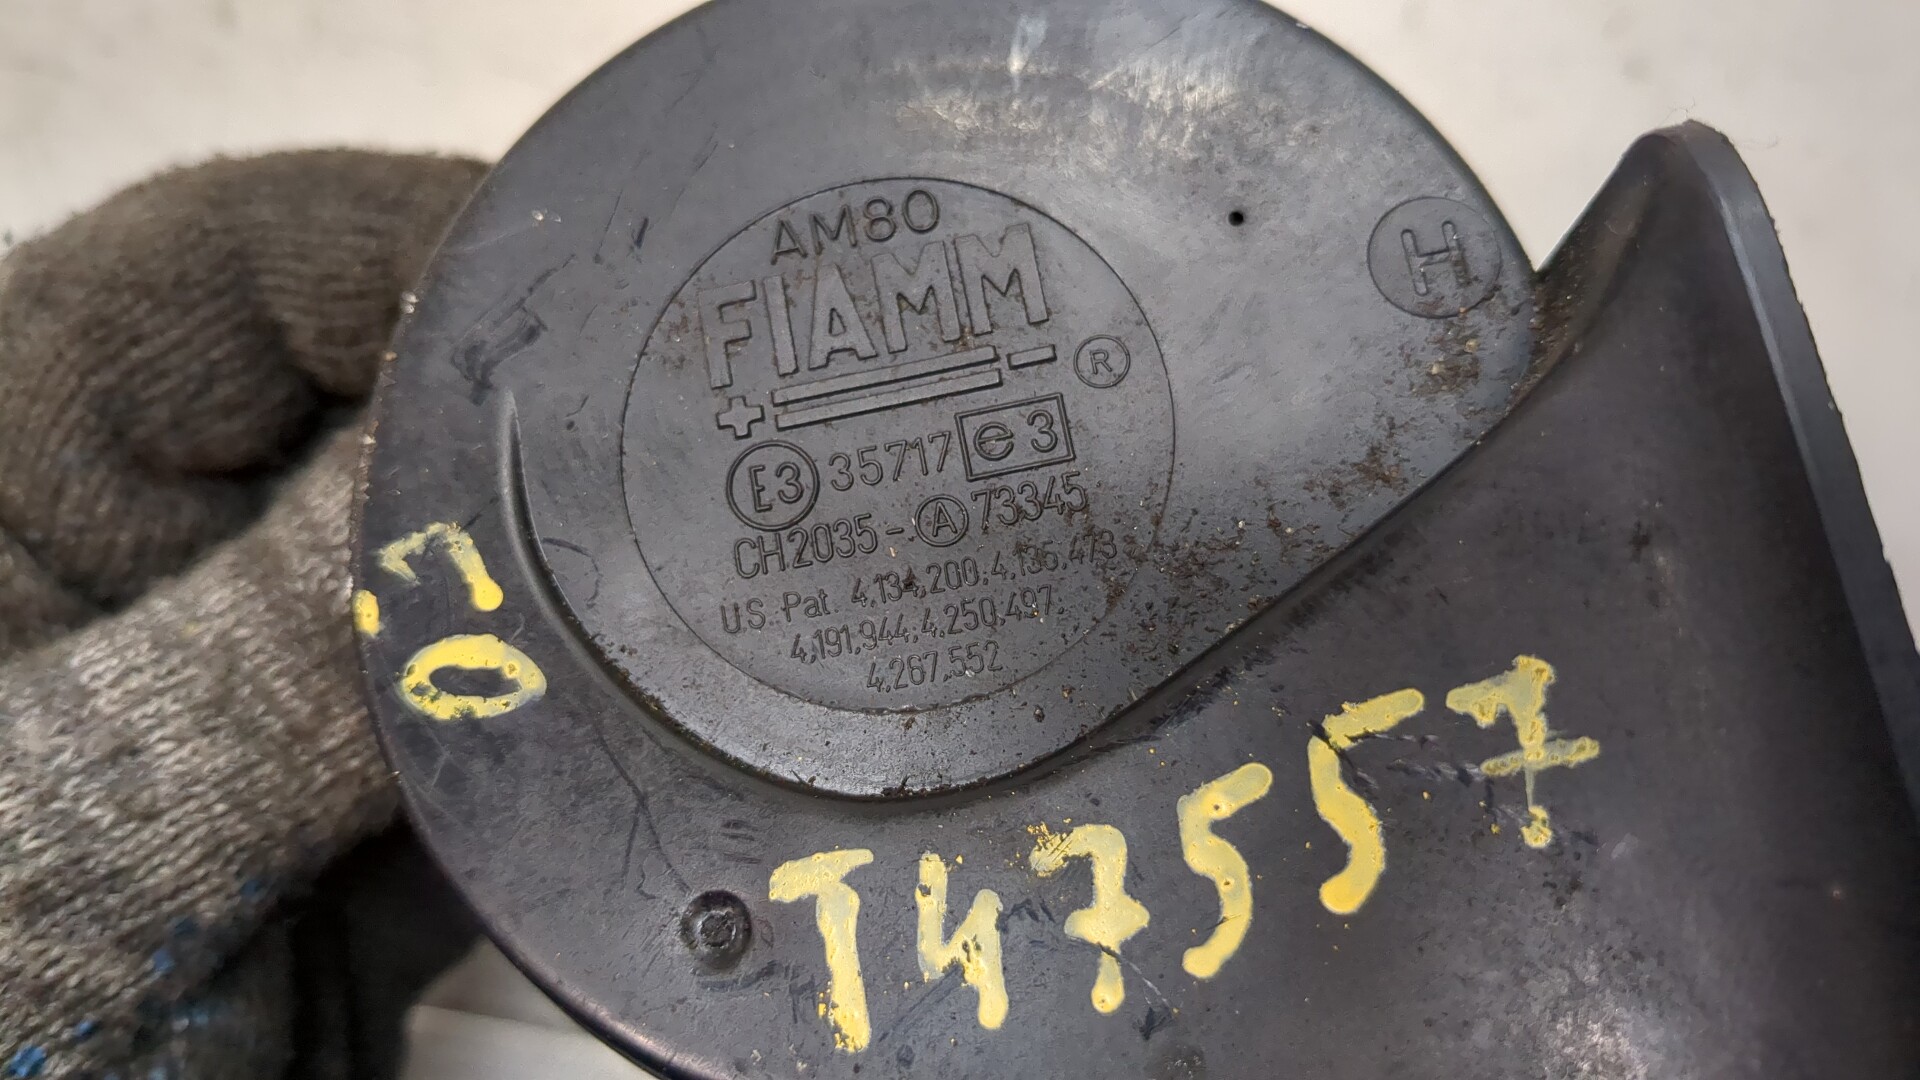 AM80
FIAMM
+ -
®
H
E3 35717 e3
CH2035-Ⓐ73345
U.S. Pat. 4,134,200.4,135,473
4,191,944,4,250,497.
4,267,552
T47557